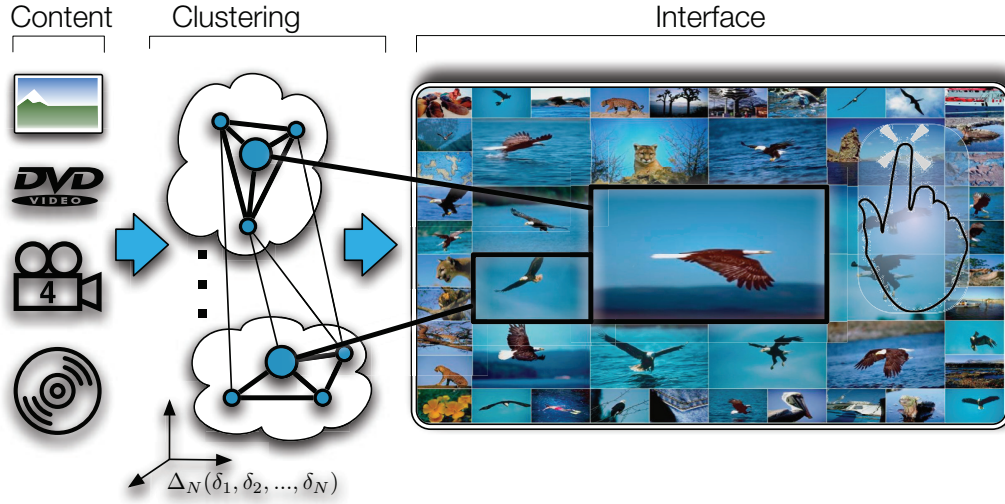 Content
Clustering
Interface
DVD
VIDEO
4
Δ_N(δ_1, δ_2, ..., δ_N)